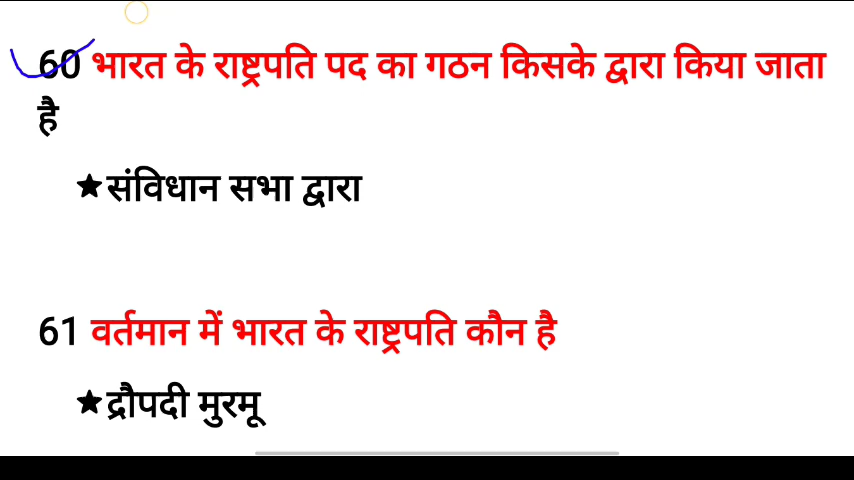 60 भारत के राष्ट्रपति पद का गठन किसके द्वारा किया जाता
है
★संविधान सभा द्वारा
61 वर्तमान में भारत के राष्ट्रपति कौन है
★द्रौपदी मुरमू